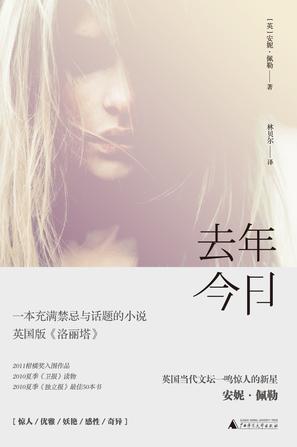 [英] 安妮·佩勒——著
林贝尔——译
去年
今日
一本充满禁忌与话题的小说
英国版《洛丽塔》
2011柑橘奖入围作品
2010夏季《卫报》读物
2010夏季《独立报》最佳50本书
英国当代文坛一鸣惊人的新星
安妮·佩勒
[ 惊人 / 优雅 / 妖艳 / 感性 / 奇异 ]
广西师范大学出版社